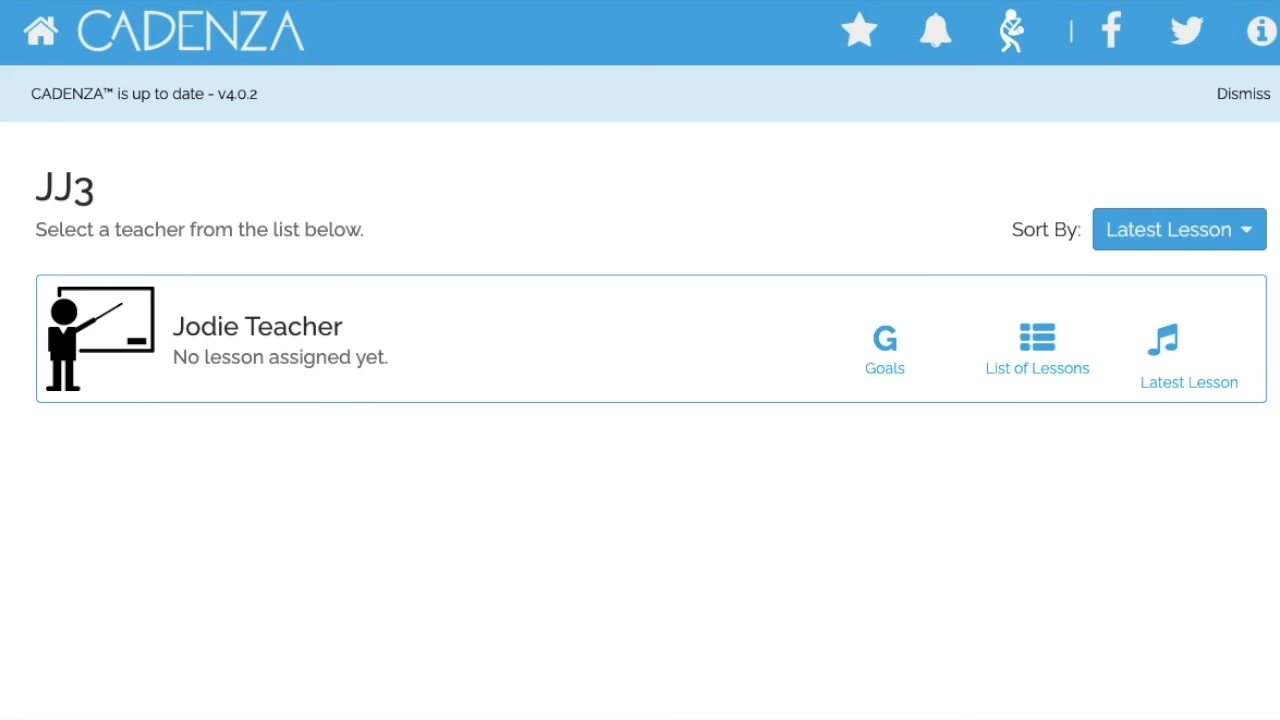 CADENZA
CADENZA™ is up to date - v4.0.2
Dismiss
JJ3
Select a teacher from the list below.
Sort By:
Latest Lesson
Jodie Teacher
No lesson assigned yet.
G
Goals
List of Lessons
Latest Lesson